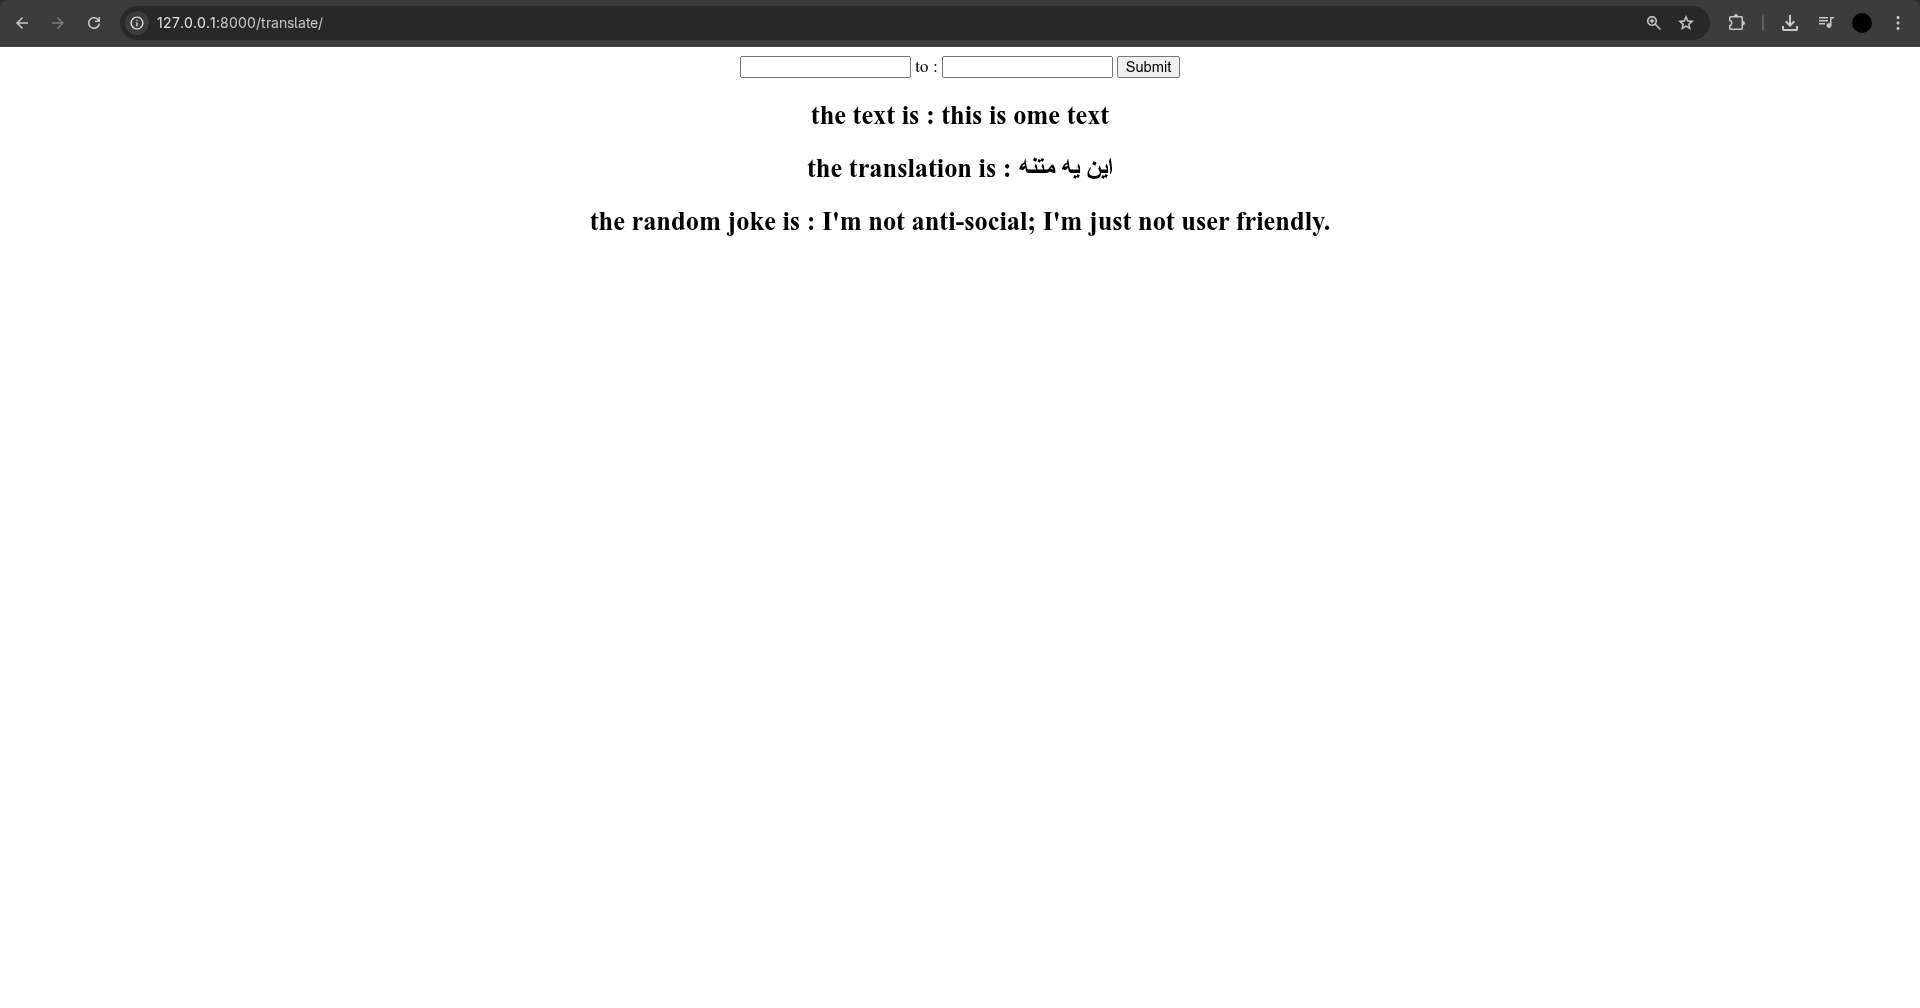 127.0.0.1:8000/translate/
to : Submit
the text is : this is ome text
the translation is : این یه متنه
the random joke is : I'm not anti-social; I'm just not user friendly.